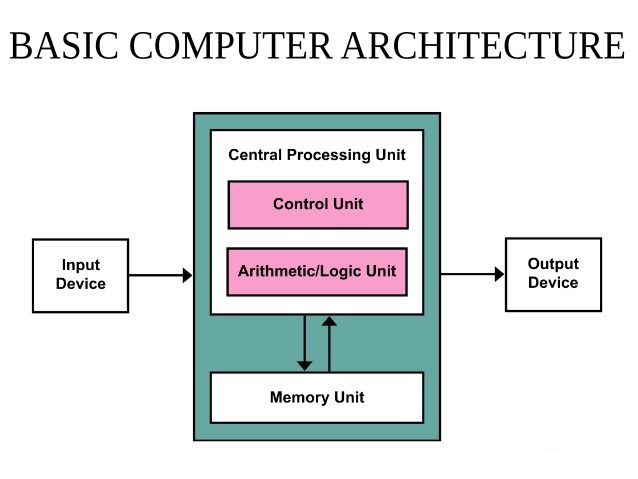 BASIC COMPUTER ARCHITECTURE
Central Processing Unit
Control Unit
Arithmetic/Logic Unit
Input
Device
Output
Device
Memory Unit